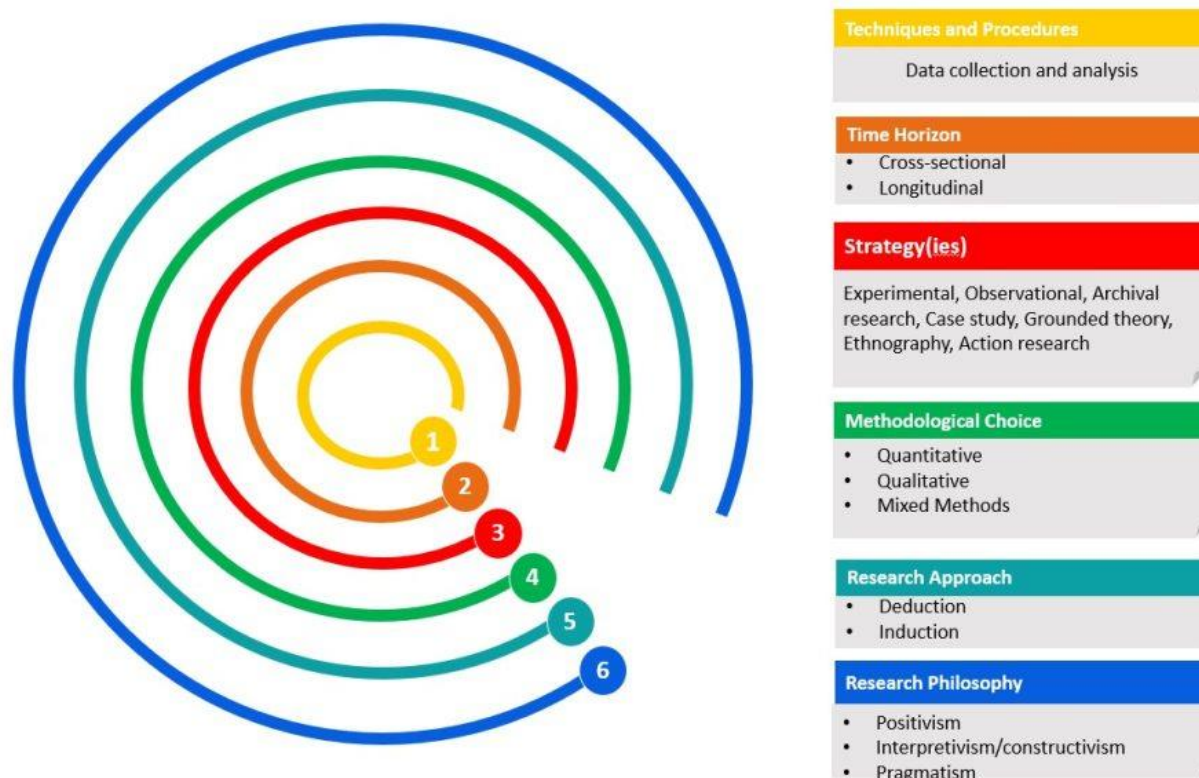 1
2
3
4
5
6
Techniques and Procedures
Data collection and analysis
Time Horizon
• Cross-sectional
• Longitudinal
Strategy(ies)
Experimental, Observational, Archival
research, Case study, Grounded theory,
Ethnography, Action research
Methodological Choice
• Quantitative
• Qualitative
• Mixed Methods
Research Approach
• Deduction
• Induction
Research Philosophy
• Positivism
• Interpretivism/constructivism
• Pragmatism